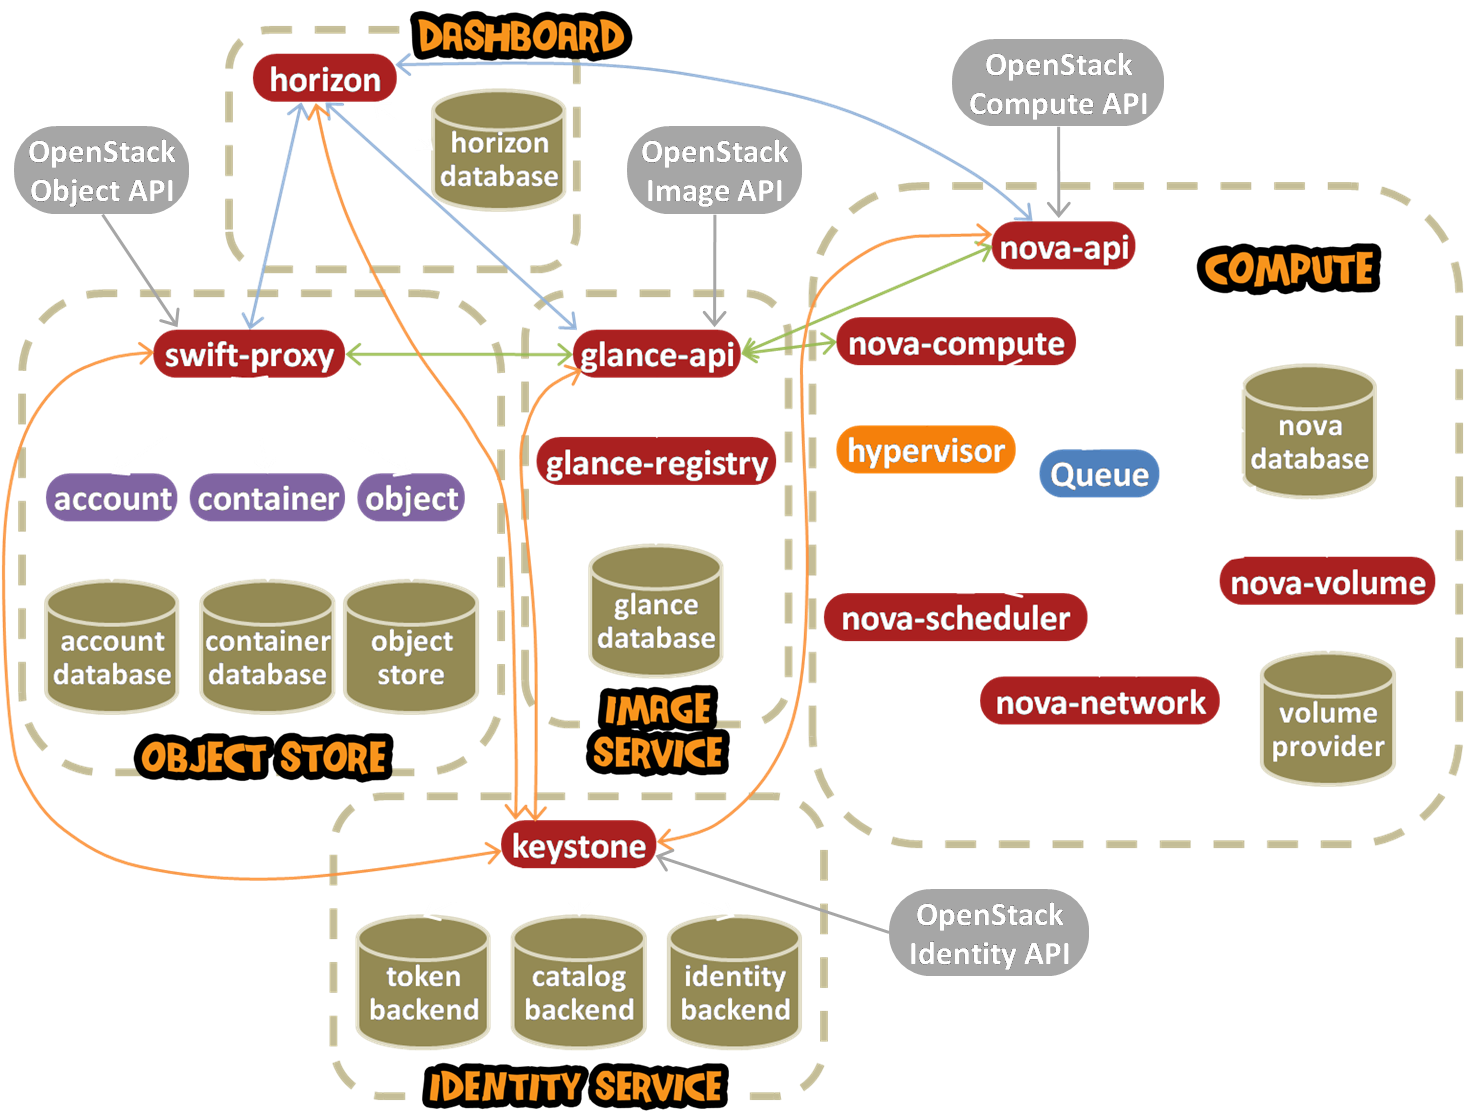 DASHBOARD
horizon
horizon
database
OpenStack
Object API
OpenStack
Image API
OpenStack
Compute API
nova-api
COMPUTE
swift-proxy
glance-api
nova-compute
hypervisor
Queue
nova
database
account
container
object
glance-registry
account
database
container
database
object
store
glance
database
nova-volume
nova-scheduler
nova-network
volume
provider
OBJECT STORE
IMAGE
SERVICE
keystone
OpenStack
Identity API
token
backend
catalog
backend
identity
backend
IDENTITY SERVICE